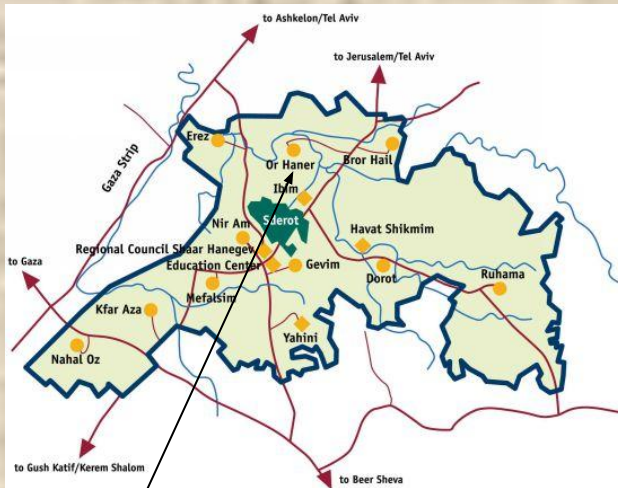 to Ashkelon/Tel Aviv
to Jerusalem/Tel Aviv
Gaza Strip
Erez
Or Haner
Bror Hail
Ibim
Sderot
Nir Am
Havat Shikmim
Regional Council Shaar Hanegev
to Gaza
Education Center
Gevim
Dorot
Ruhama
Mefalsim
Kfar Aza
Yahini
Nahal Oz
to Gush Katif/Kerem Shalom
to Beer Sheva